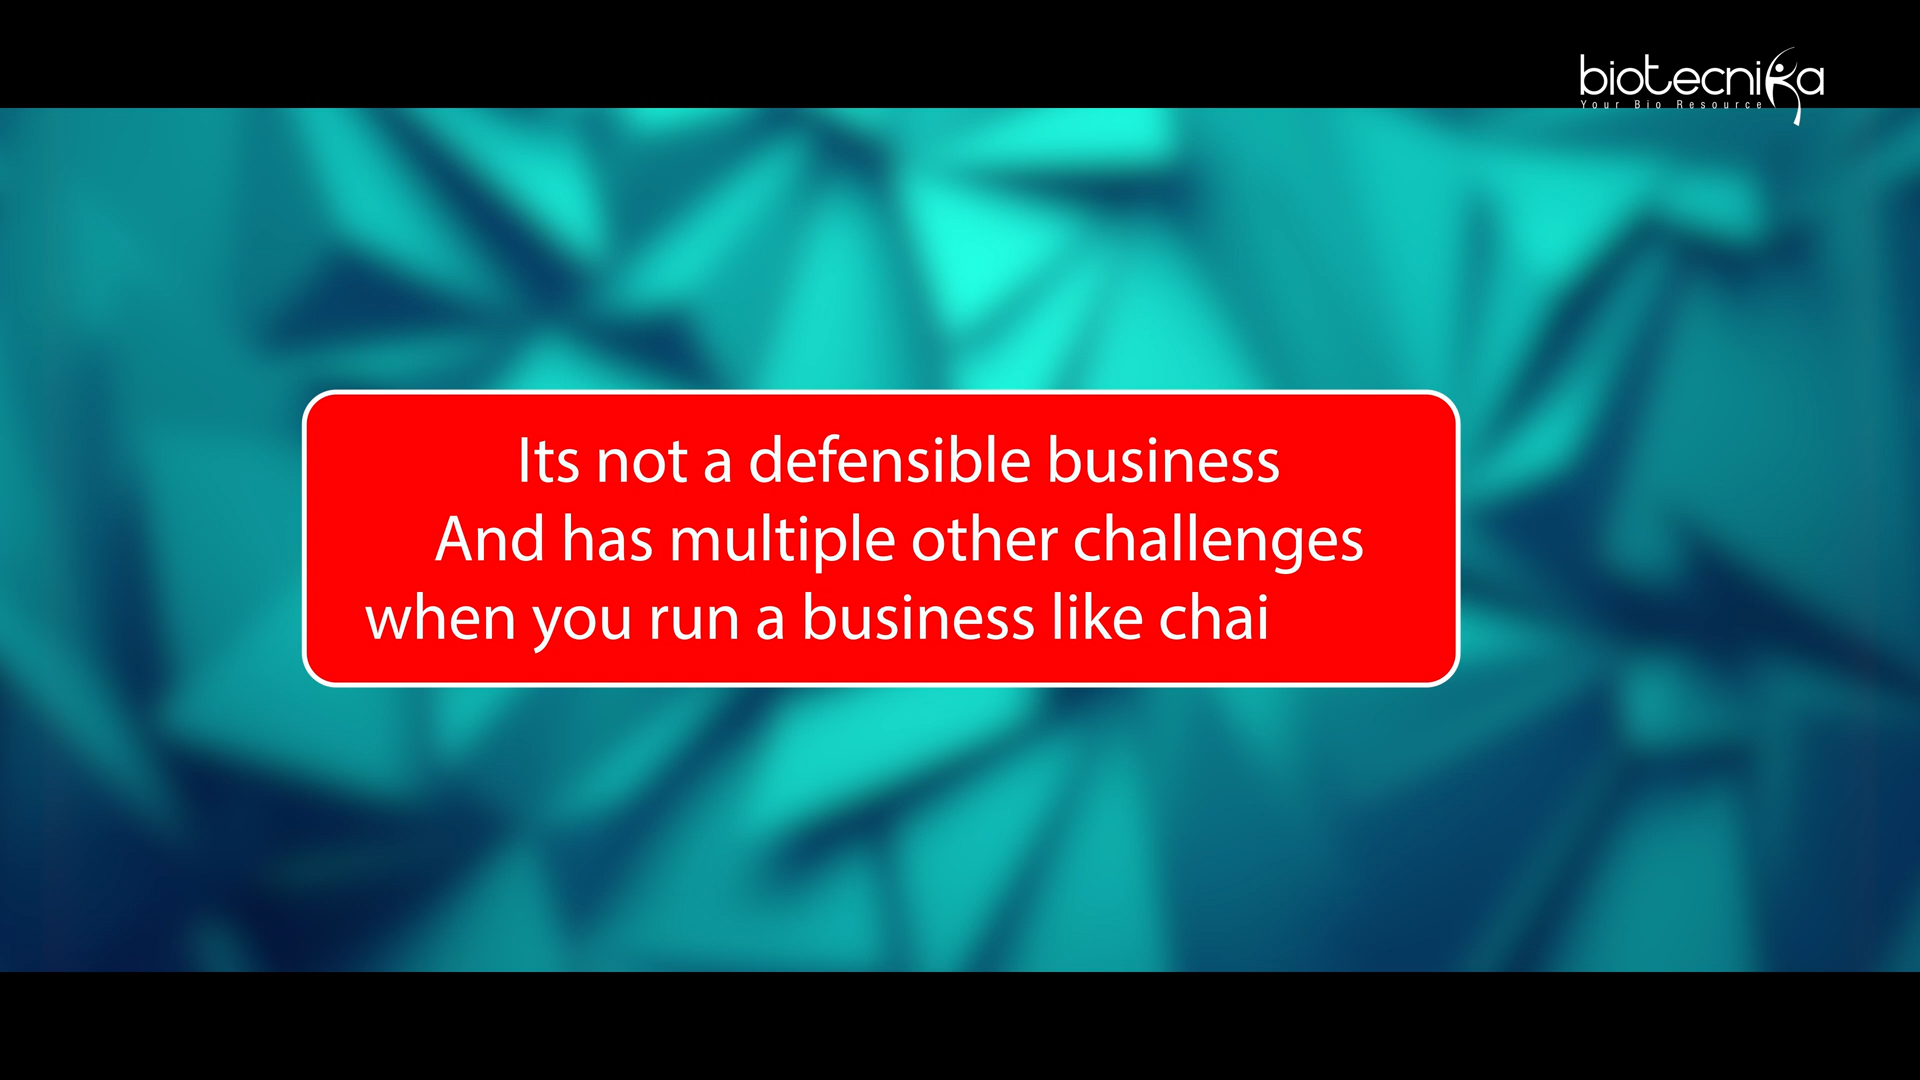 biotecnika
Your Bio Resource
Its not a defensible business
And has multiple other challenges
when you run a business like chai